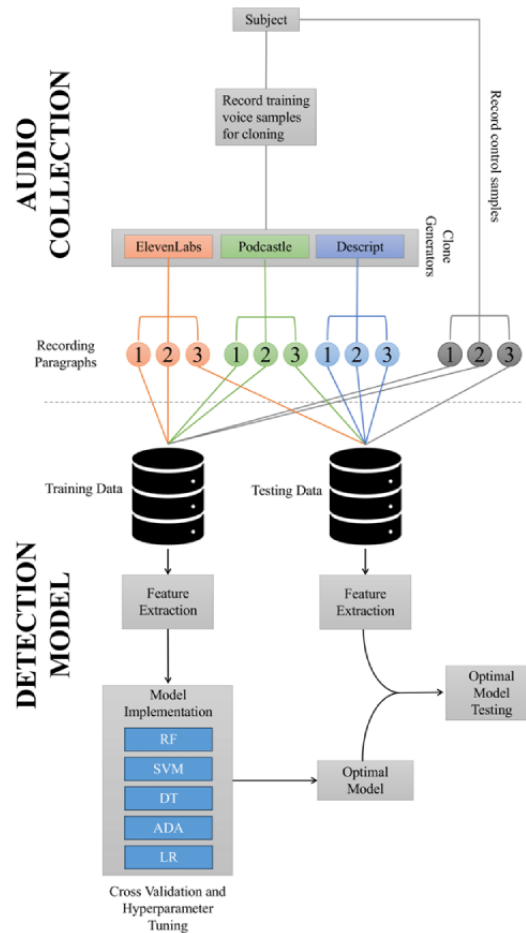 Subject
AUDIO
COLLECTION
Record training
voice samples
for cloning
Record control samples
ElevenLabs Podcastle Descript
Clone
Generators
Recording
Paragraphs
1 2 3 1 2 3 1 2 3 1 2 3
Training Data
Testing Data
DETECTION
MODEL
Feature
Extraction
Feature
Extraction
Model
Implementation
RF
SVM
DT
ADA
LR
Optimal
Model
Optimal
Model
Testing
Cross Validation and
Hyperparameter
Tuning